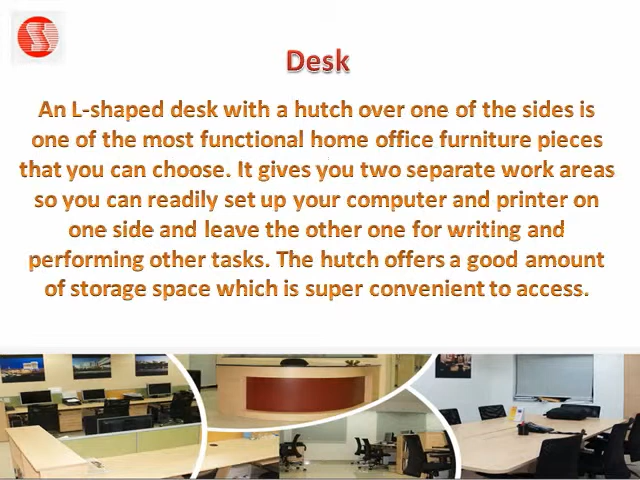 Desk
An L-shaped desk with a hutch over one of the sides is
one of the most functional home office furniture pieces
that you can choose. It gives you two separate work areas
so you can readily set up your computer and printer on
one side and leave the other one for writing and
performing other tasks. The hutch offers a good amount
of storage space which is super convenient to access.